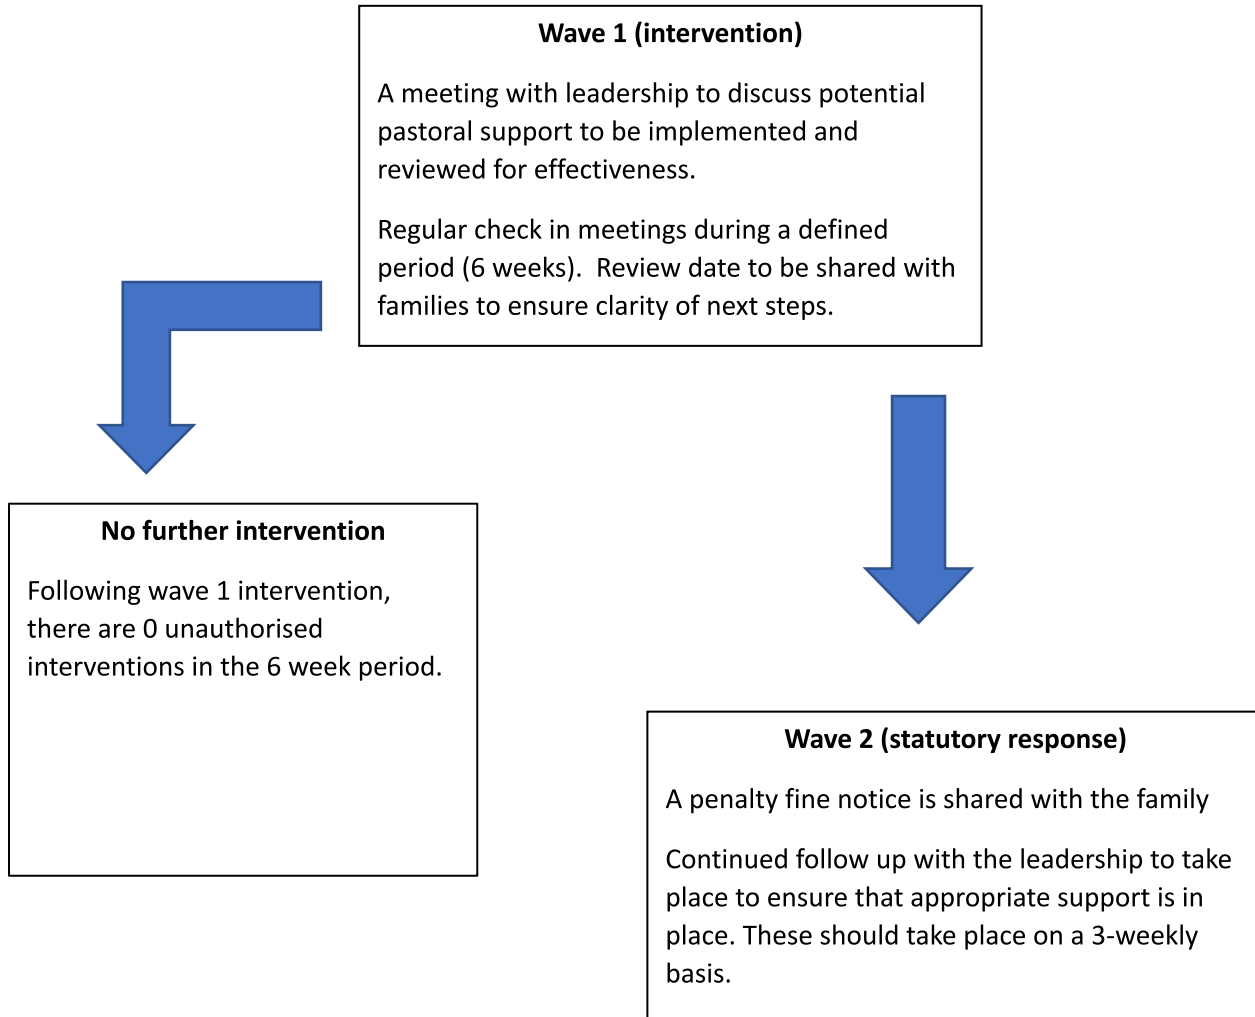 Wave 1 (intervention)
A meeting with leadership to discuss potential
pastoral support to be implemented and
reviewed for effectiveness.
Regular check in meetings during a defined
period (6 weeks).  Review date to be shared with
families to ensure clarity of next steps.
No further intervention
Following wave 1 intervention,
there are 0 unauthorised
interventions in the 6 week period.
Wave 2 (statutory response)
A penalty fine notice is shared with the family
Continued follow up with the leadership to take
place to ensure that appropriate support is in
place. These should take place on a 3-weekly
basis.